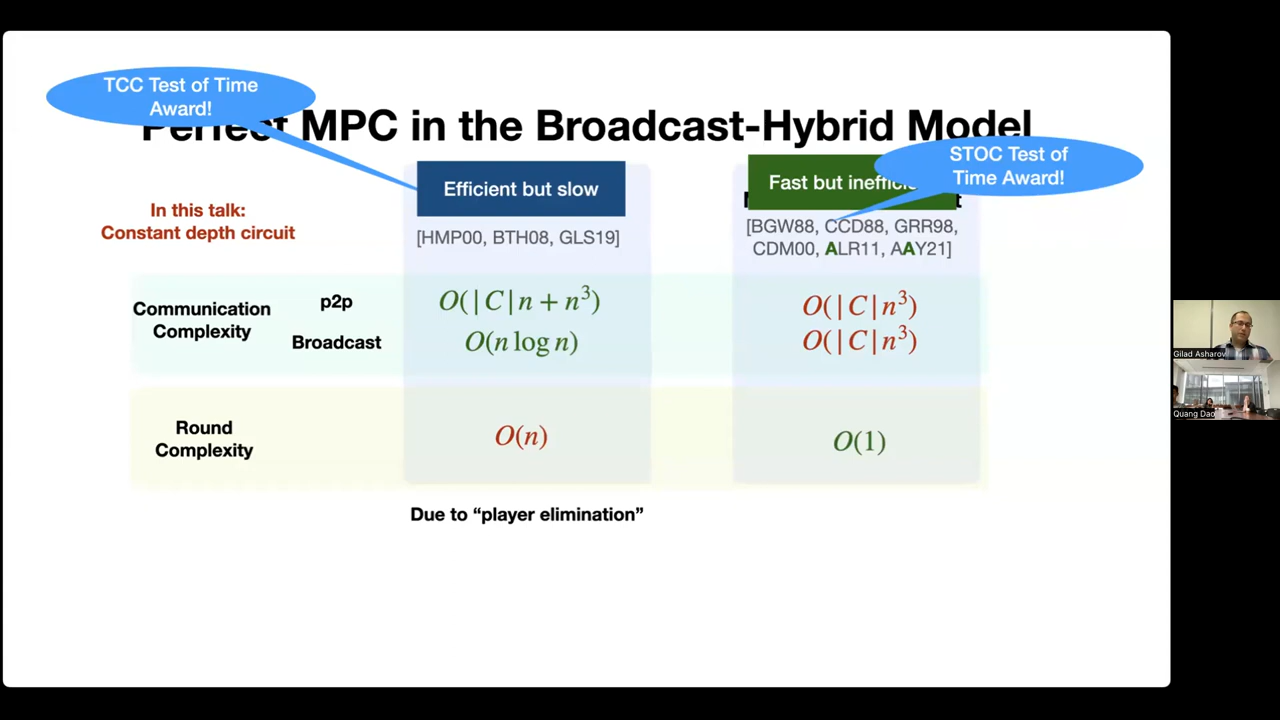 TCC Test of Time
Award!
Perfect MPC in the Broadcast-Hybrid Model
STOC Test of
Time Award!
In this talk:
Constant depth circuit
Efficient but slow
[HMP00, BTH08, GLS19]
Fast but
[BGW88, CCD88, GRR98,
CDM00, ALR11, AAY21]
Communication
Complexity
p2p
Broadcast
O(|C|n + n³)
O(n log n)
O(|C|n³)
O(|C|n³)
Round
Complexity
O(n)
O(1)
Due to “player elimination”
Gilad Asharov
Quang Dao